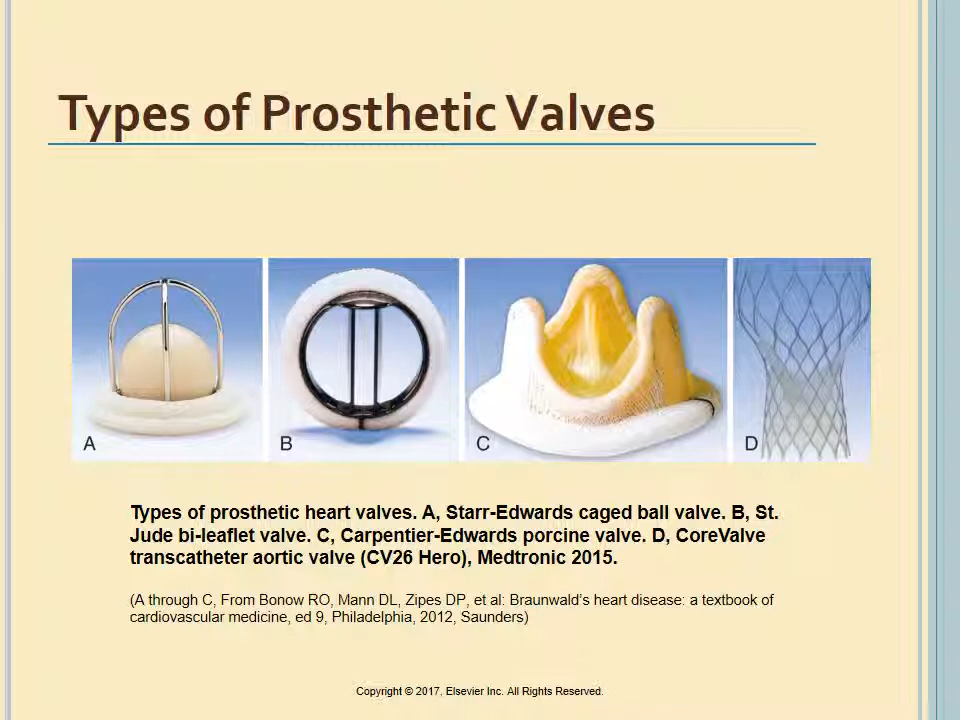 Types of Prosthetic Valves
A
B
C
D
Types of prosthetic heart valves. A, Starr-Edwards caged ball valve. B, St.
Jude bi-leaflet valve. C, Carpentier-Edwards porcine valve. D, CoreValve
transcatheter aortic valve (CV26 Hero), Medtronic 2015.
(A through C, From Bonow RO, Mann DL, Zipes DP, et al: Braunwald’s heart disease: a textbook of
cardiovascular medicine, ed 9, Philadelphia, 2012, Saunders)
Copyright © 2017, Elsevier Inc. All Rights Reserved.